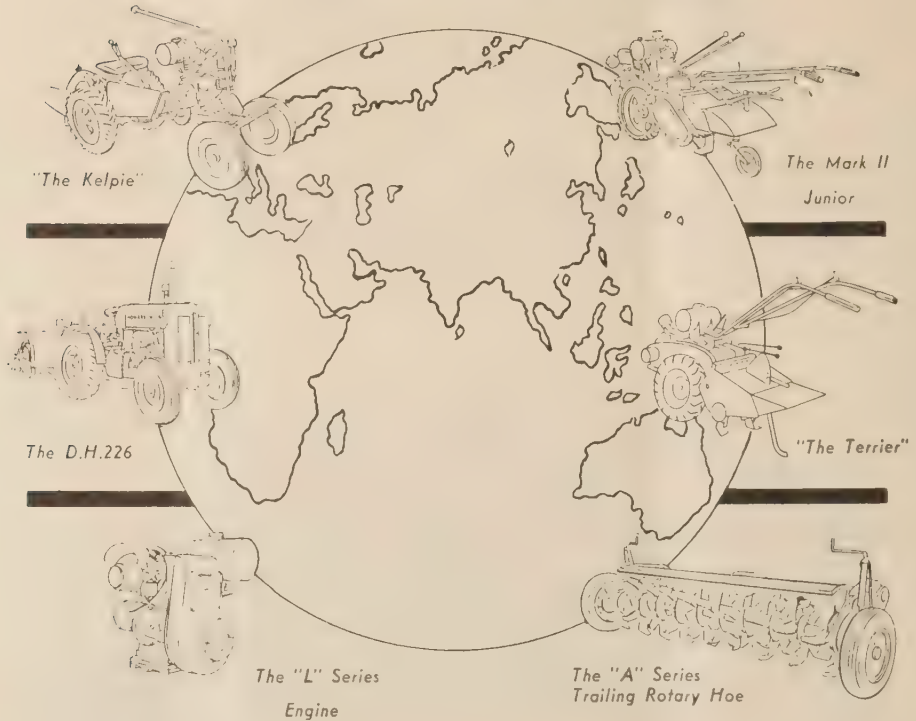 "The Kelpie"
The Mark II
Junior
The D.H.226
"The Terrier"
The "L" Series
Engine
The "A" Series
Trailing Rotary Hoe